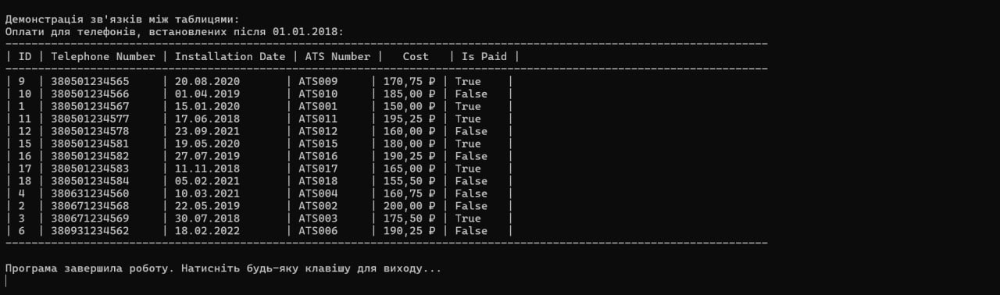 Демонстрація зв'язків між таблицями:
Оплати для телефонів, встановлених після 01.01.2018:
---------------------------------------------------------------------------------------------------------------------
| ID | Telephone Number | Installation Date | ATS Number |   Cost   | Is Paid |
---------------------------------------------------------------------------------------------------------------------
| 9  | 380501234565     | 20.08.2020       | ATS009     | 170,75 ₽ | True    |
| 10 | 380501234566     | 01.04.2019       | ATS010     | 185,00 ₽ | False   |
| 1  | 380501234567     | 15.01.2020       | ATS001     | 150,00 ₽ | True    |
| 11 | 380501234577     | 17.06.2018       | ATS011     | 195,25 ₽ | True    |
| 12 | 380501234578     | 23.09.2021       | ATS012     | 160,00 ₽ | False   |
| 15 | 380501234581     | 19.05.2020       | ATS015     | 180,00 ₽ | True    |
| 16 | 380501234582     | 27.07.2019       | ATS016     | 190,25 ₽ | False   |
| 17 | 380501234583     | 11.11.2018       | ATS017     | 165,00 ₽ | True    |
| 18 | 380501234584     | 05.02.2021       | ATS018     | 155,50 ₽ | False   |
| 4  | 380631234560     | 10.03.2021       | ATS004     | 160,75 ₽ | False   |
| 2  | 380671234568     | 22.05.2019       | ATS002     | 200,00 ₽ | False   |
| 3  | 380671234569     | 30.07.2018       | ATS003     | 175,50 ₽ | True    |
| 6  | 380931234562     | 18.02.2022       | ATS006     | 190,25 ₽ | False   |
---------------------------------------------------------------------------------------------------------------------
Програма завершила роботу. Натисніть будь-яку клавішу для виходу...